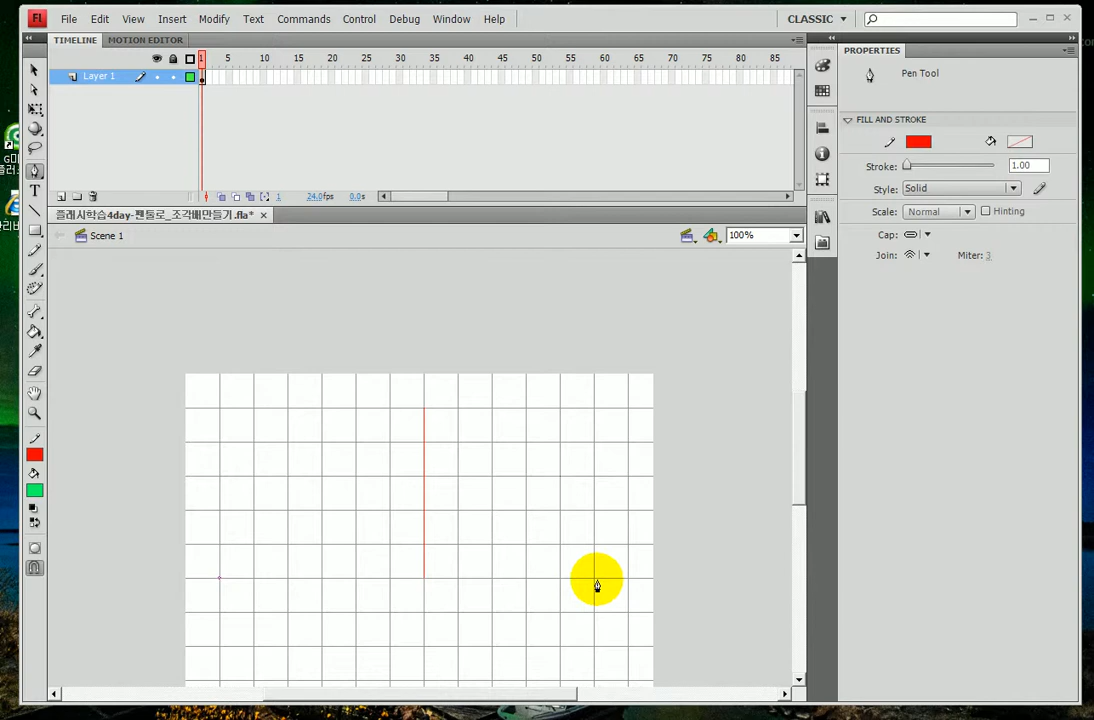 Fl File Edit View Insert Modify Text Commands Control Debug Window Help CLASSIC
TIMELINE MOTION EDITOR
PROPERTIES
1 5 10 15 20 25 30 35 40 45 50 55 60 65 70 75 80 85
Layer 1
Pen Tool
FILL AND STROKE
Stroke: 1.00
Style: Solid
Scale: Normal Hinting
Cap:
Join: Miter: 3
1 24.0fps 0.0s
플래시학습4day-펜툴로_조각배만들기.fla*
Scene 1 100%
T